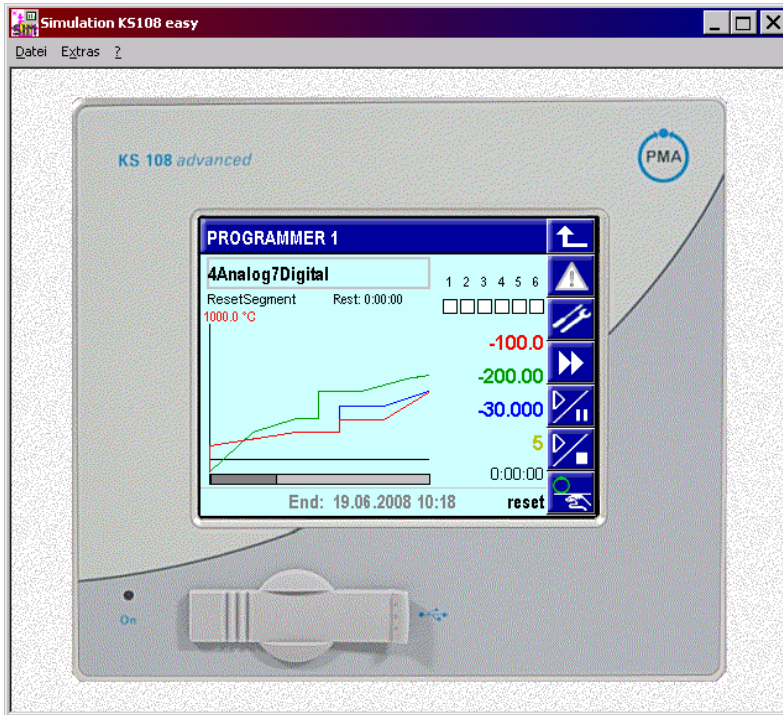 Simulation KS108 easy
Datei Extras ?
KS 108 advanced
PMA
PROGRAMMER 1
4Analog7Digital
1 2 3 4 5 6
ResetSegment Rest: 0:00:00
1000.0 °C
-100.0
-200.00
-30.000
5
0:00:00
End: 19.06.2008 10:18 reset
On